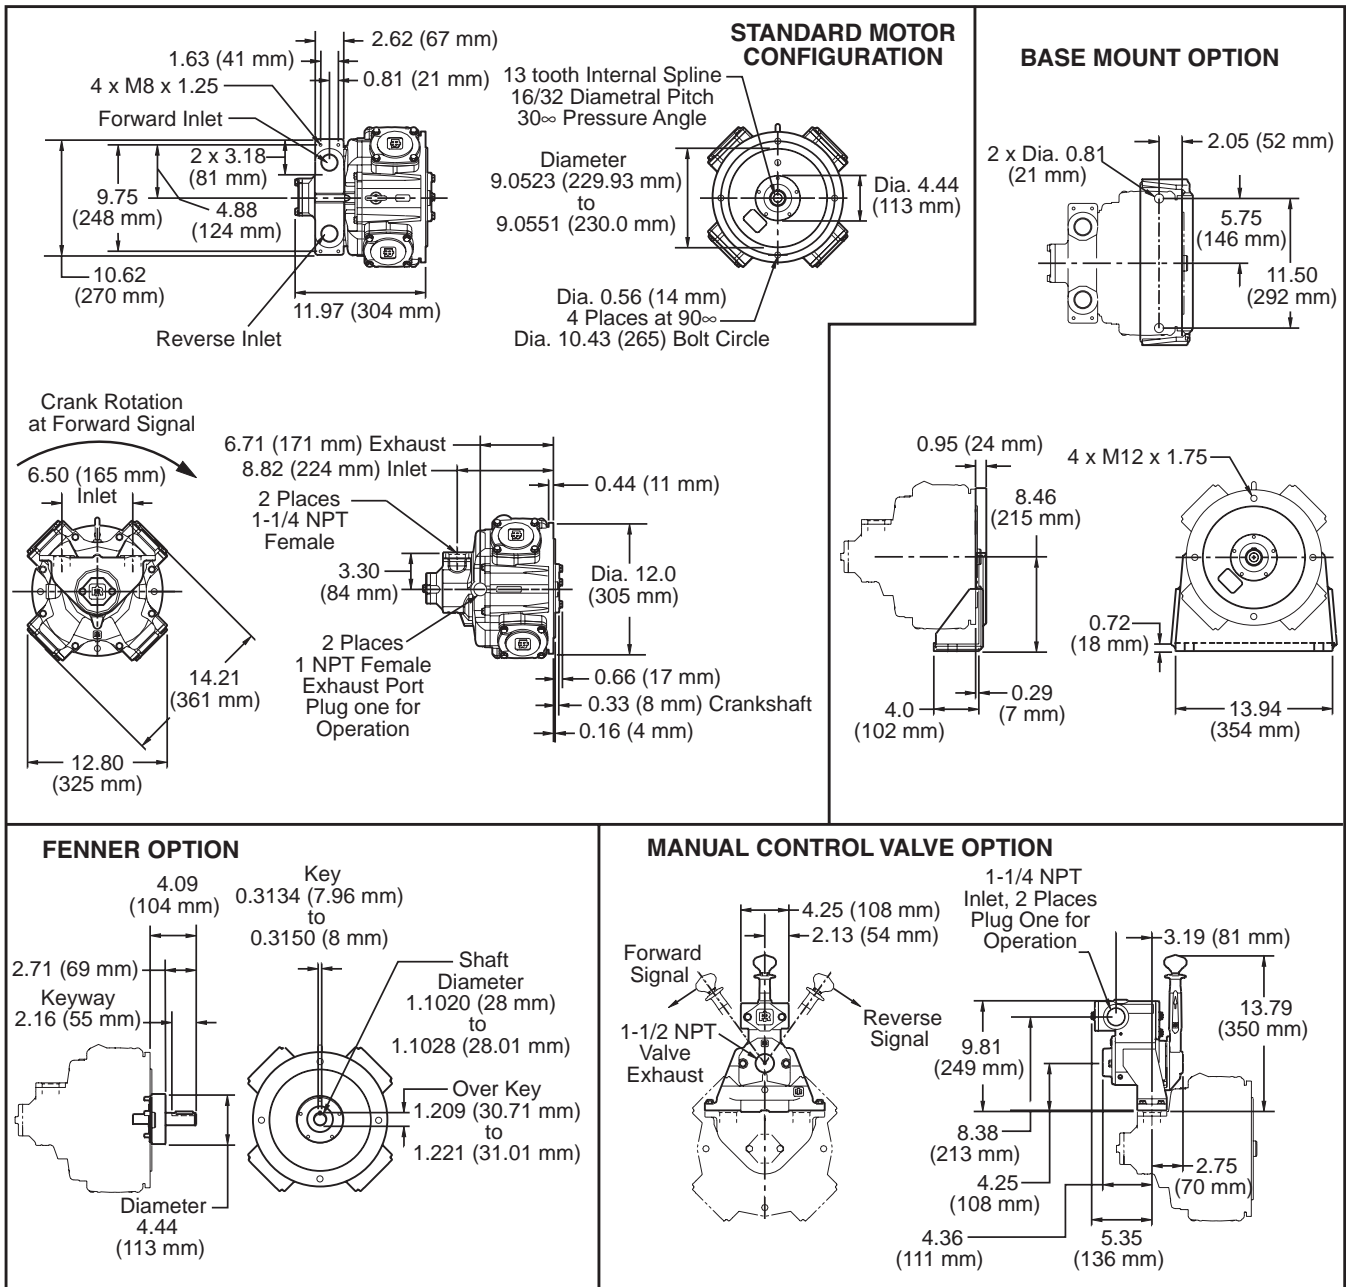 STANDARD MOTOR
CONFIGURATION
2.62 (67 mm)
1.63 (41 mm)
0.81 (21 mm)
4 x M8 x 1.25
Forward Inlet
2 x 3.18
(81 mm)
9.75
(248 mm)
4.88
(124 mm)
10.62
(270 mm)
11.97 (304 mm)
Reverse Inlet
13 tooth Internal Spline
16/32 Diametral Pitch
30∞ Pressure Angle
Diameter
9.0523 (229.93 mm)
to
9.0551 (230.0 mm)
Dia. 4.44
(113 mm)
Dia. 0.56 (14 mm)
4 Places at 90∞
Dia. 10.43 (265) Bolt Circle
Crank Rotation
at Forward Signal
6.50 (165 mm)
Inlet
14.21
(361 mm)
12.80
(325 mm)
6.71 (171 mm) Exhaust
8.82 (224 mm) Inlet
0.44 (11 mm)
2 Places
1-1/4 NPT
Female
3.30
(84 mm)
Dia. 12.0
(305 mm)
2 Places
1 NPT Female
Exhaust Port
Plug one for
Operation
0.66 (17 mm)
0.33 (8 mm) Crankshaft
0.16 (4 mm)
BASE MOUNT OPTION
2.05 (52 mm)
2 x Dia. 0.81
(21 mm)
5.75
(146 mm)
11.50
(292 mm)
0.95 (24 mm)
8.46
(215 mm)
4.0
(102 mm)
0.29
(7 mm)
4 x M12 x 1.75
0.72
(18 mm)
13.94
(354 mm)
FENNER OPTION
4.09
(104 mm)
2.71 (69 mm)
Keyway
2.16 (55 mm)
Diameter
4.44
(113 mm)
Key
0.3134 (7.96 mm)
to
0.3150 (8 mm)
Shaft
Diameter
1.1020 (28 mm)
to
1.1028 (28.01 mm)
Over Key
1.209 (30.71 mm)
to
1.221 (31.01 mm)
MANUAL CONTROL VALVE OPTION
4.25 (108 mm)
2.13 (54 mm)
Forward
Signal
Reverse
Signal
1-1/2 NPT
Valve
Exhaust
1-1/4 NPT
Inlet, 2 Places
Plug One for
Operation
3.19 (81 mm)
13.79
(350 mm)
9.81
(249 mm)
8.38
(213 mm)
4.25
(108 mm)
2.75
(70 mm)
4.36
(111 mm)
5.35
(136 mm)